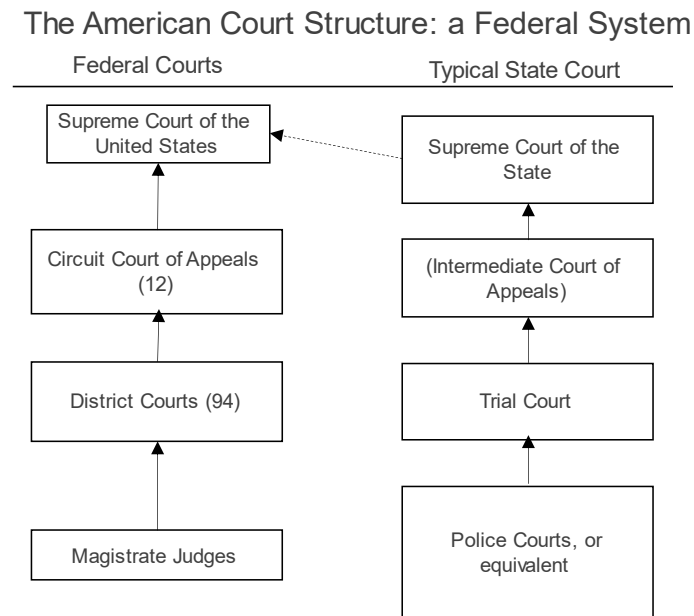 The American Court Structure: a Federal System
Federal Courts
Typical State Court
Supreme Court of the
United States
Supreme Court of the
State
Circuit Court of Appeals
(12)
(Intermediate Court of
Appeals)
District Courts (94)
Trial Court
Magistrate Judges
Police Courts, or
equivalent